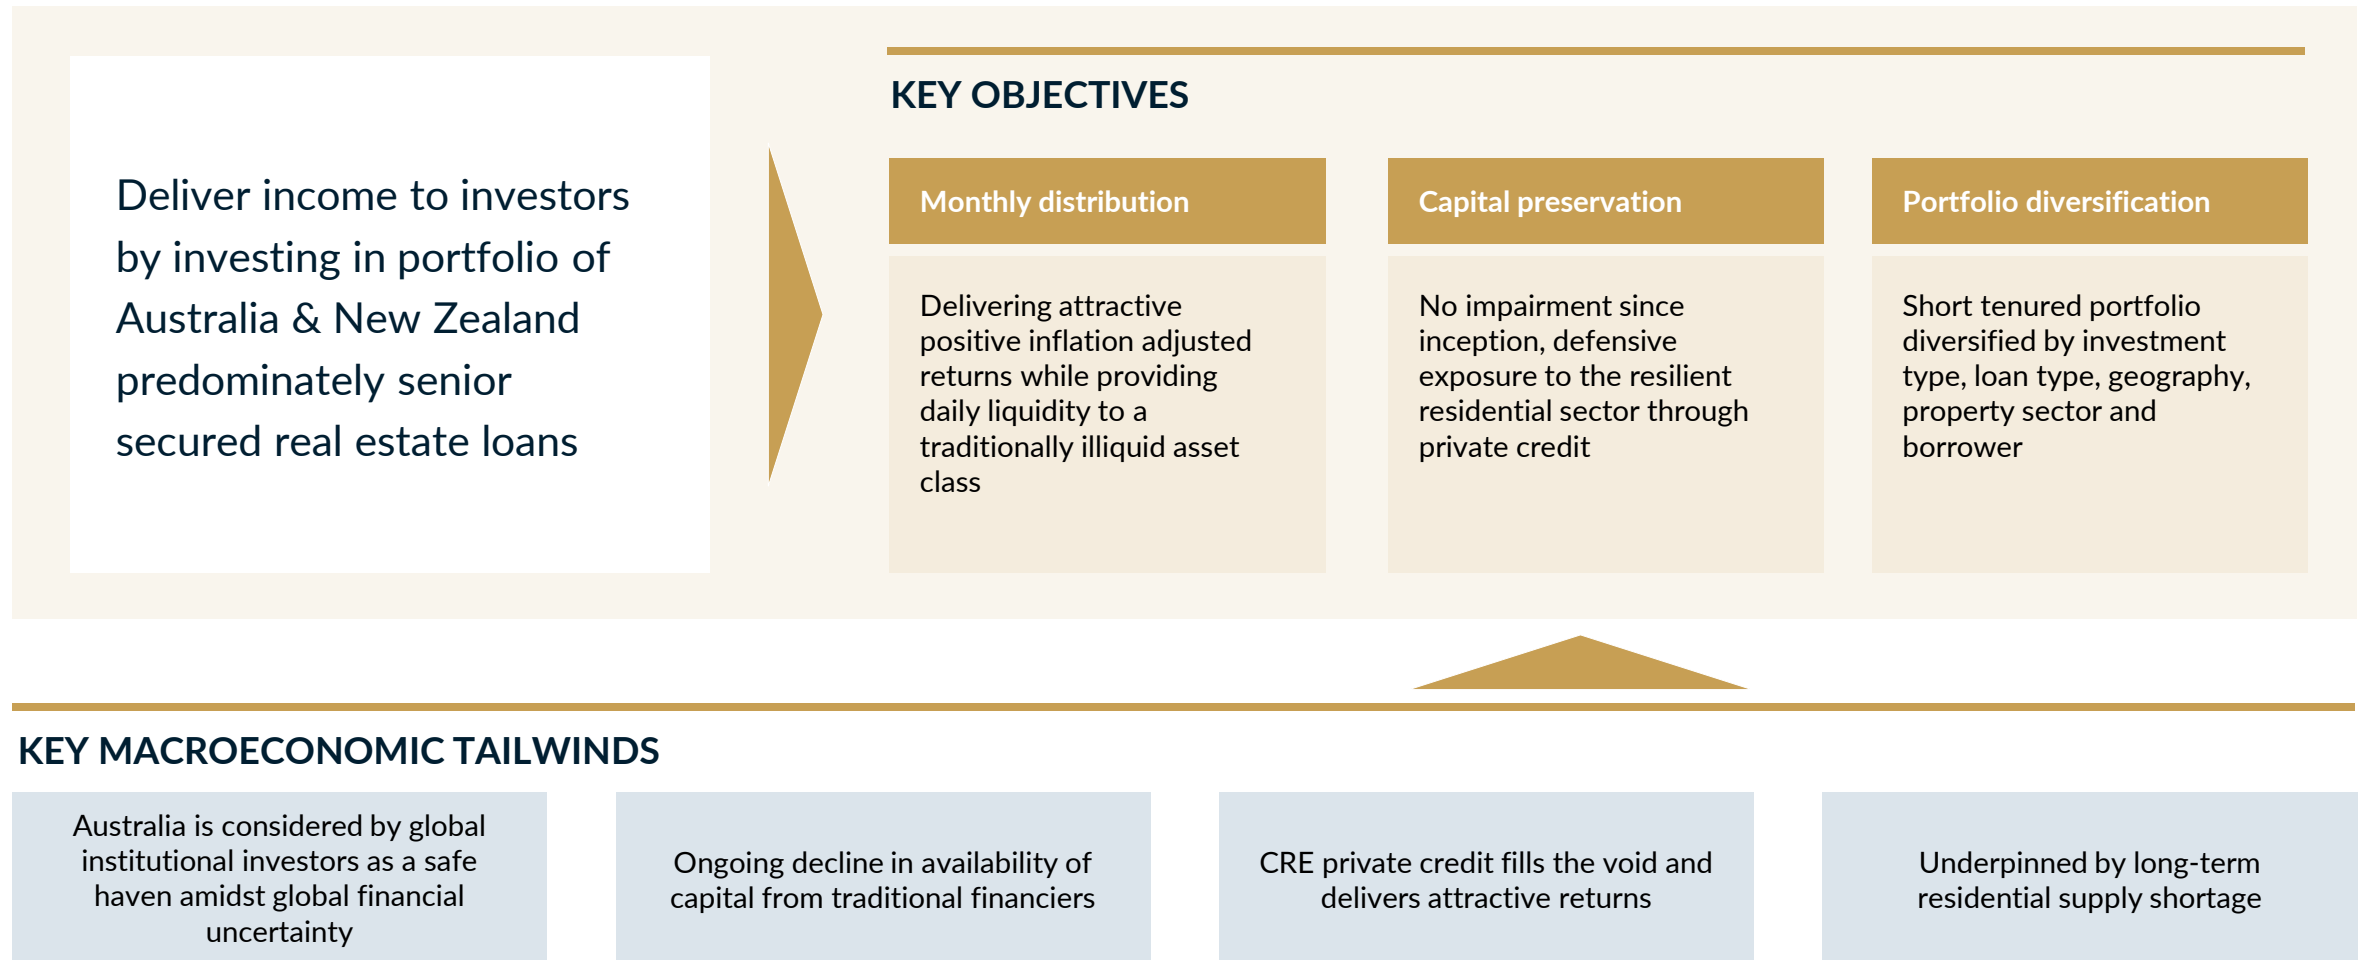 Deliver income to investors
by investing in portfolio of
Australia & New Zealand
predominately senior
secured real estate loans
KEY OBJECTIVES
Monthly distribution
Delivering attractive
positive inflation adjusted
returns while providing
daily liquidity to a
traditionally illiquid asset
class
Capital preservation
No impairment since
inception, defensive
exposure to the resilient
residential sector through
private credit
Portfolio diversification
Short tenured portfolio
diversified by investment
type, loan type, geography,
property sector and
borrower
KEY MACROECONOMIC TAILWINDS
Australia is considered by global
institutional investors as a safe
haven amidst global financial
uncertainty
Ongoing decline in availability of
capital from traditional financiers
CRE private credit fills the void and
delivers attractive returns
Underpinned by long-term
residential supply shortage